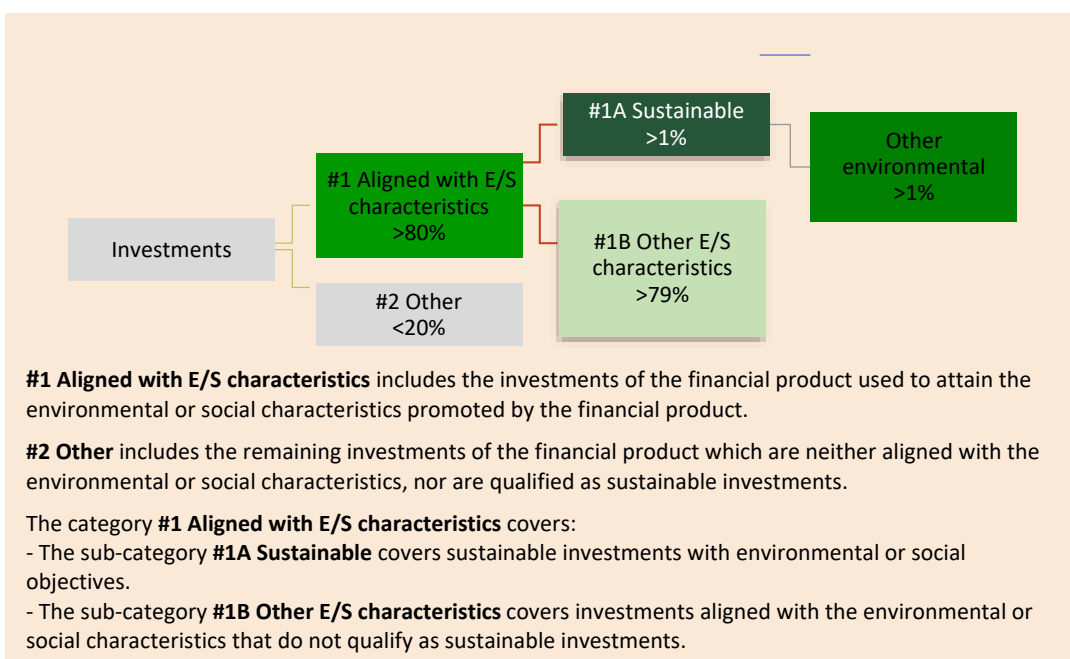 #1A Sustainable
>1%
Other
environmental
>1%
#1 Aligned with E/S
characteristics
>80%
Investments
#1B Other E/S
characteristics
>79%
#2 Other
<20%
#1 Aligned with E/S characteristics includes the investments of the financial product used to attain the
environmental or social characteristics promoted by the financial product.
#2 Other includes the remaining investments of the financial product which are neither aligned with the
environmental or social characteristics, nor are qualified as sustainable investments.
The category #1 Aligned with E/S characteristics covers:
- The sub-category #1A Sustainable covers sustainable investments with environmental or social
objectives.
- The sub-category #1B Other E/S characteristics covers investments aligned with the environmental or
social characteristics that do not qualify as sustainable investments.